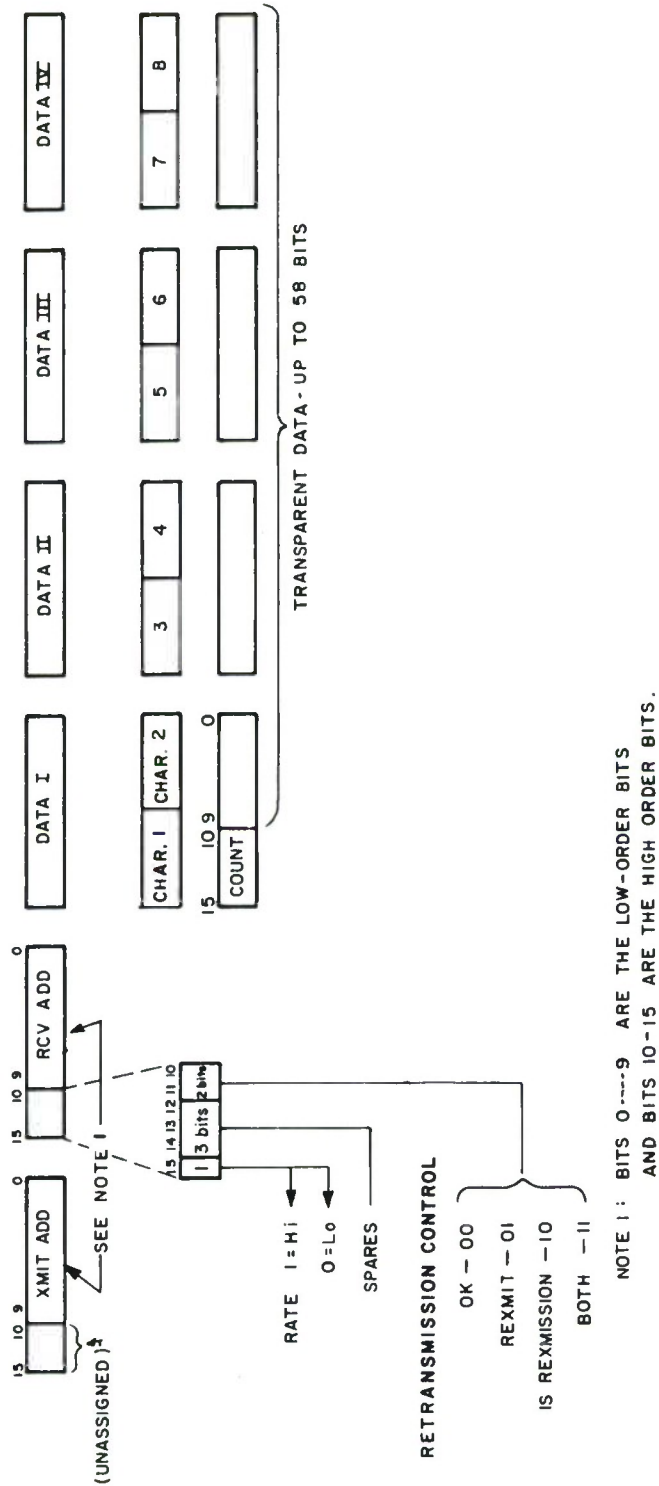 XMIT ADD
RCV ADD
DATA I
DATA II
DATA III
DATA IV
15 10 9 0
15 10 9 0
(UNASSIGNED)
SEE NOTE 1
CHAR. 1 CHAR. 2
3 4
5 6
7 8
15 10 9 0
COUNT
TRANSPARENT DATA - UP TO 58 BITS
15 14 13 12 11 10
1 3 bits 2 bits
RATE 1=Hi
0=Lo
SPARES
RETRANSMISSION CONTROL
OK - 00
REXMIT - 01
IS REXMISSION - 10
BOTH - 11
NOTE 1: BITS 0----9 ARE THE LOW-ORDER BITS
AND BITS 10-15 ARE THE HIGH ORDER BITS.